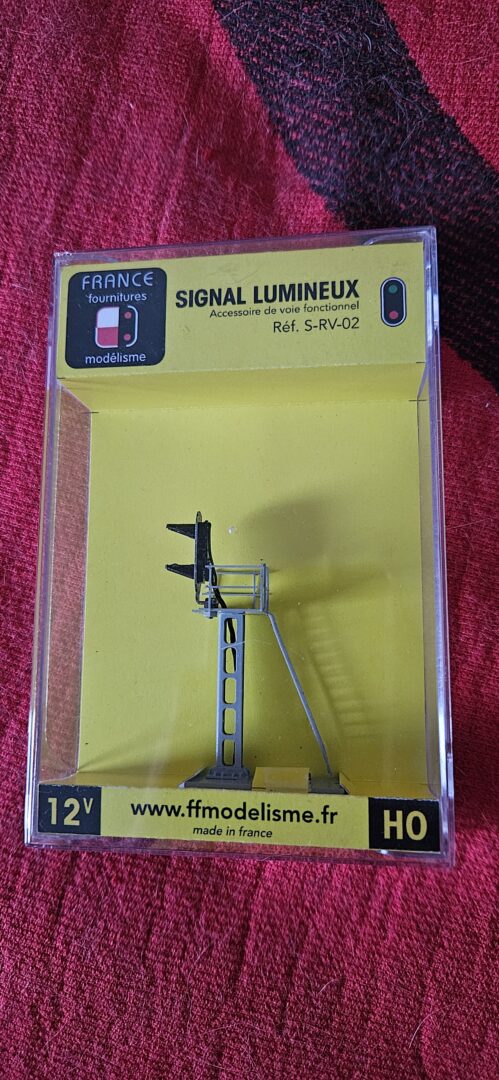 FRANCE
fournitures
modélisme
SIGNAL LUMINEUX
Accessoire de voie fonctionnel
Réf. S-RV-02
12V
www.ffmodelisme.fr
made in france
HO